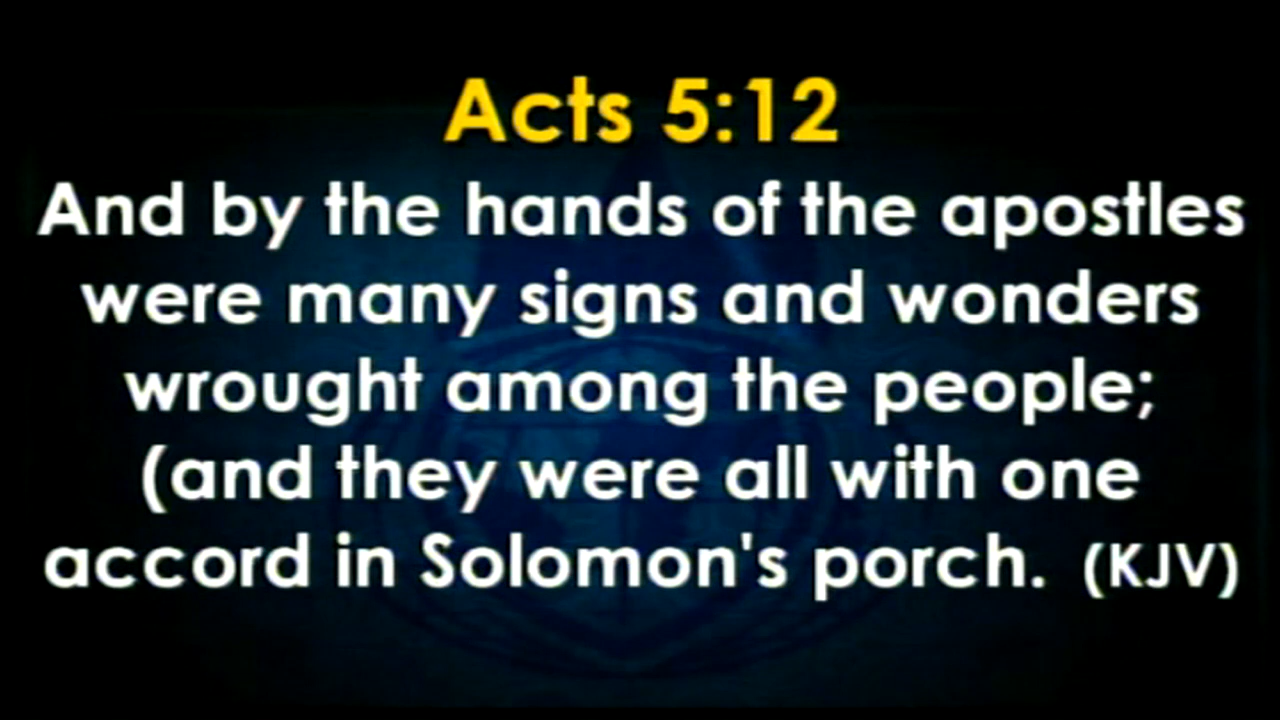 Acts 5:12
And by the hands of the apostles
were many signs and wonders
wrought among the people;
(and they were all with one
accord in Solomon's porch. (KJV)